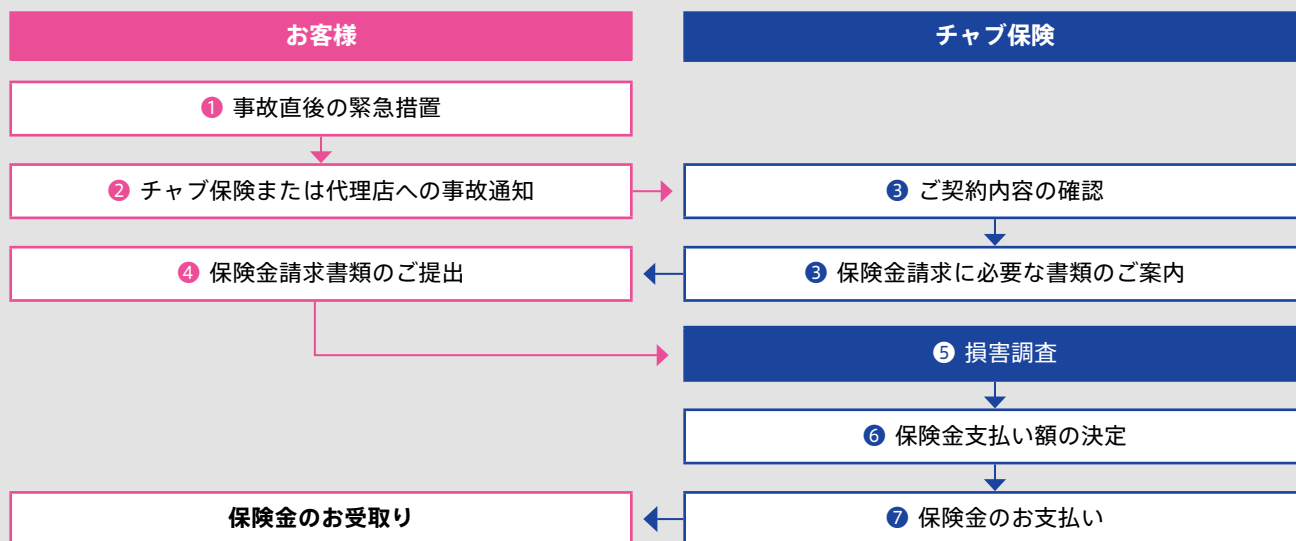 お客様
チャブ保険
❶ 事故直後の緊急措置
❷ チャブ保険または代理店への事故通知
❸ ご契約内容の確認
❹ 保険金請求書類のご提出
❸ 保険金請求に必要な書類のご案内
❺ 損害調査
❻ 保険金支払い額の決定
保険金のお受取り
❼ 保険金のお支払い